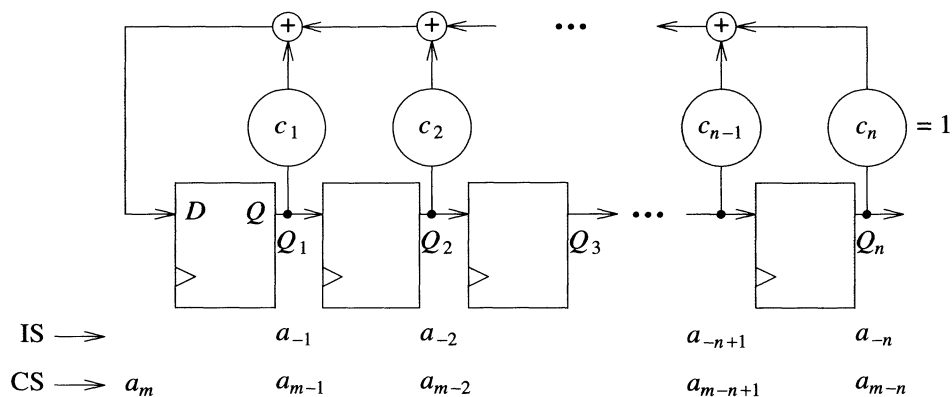 + + ••• +
c₁ c₂ cₙ₋₁ cₙ = 1
D Q •••
Q₁ Q₂ Q₃ Qₙ
IS → a₋₁ a₋₂ a₋ₙ₊₁ a₋ₙ
CS → aₘ aₘ₋₁ aₘ₋₂ aₘ₋ₙ₊₁ aₘ₋ₙ